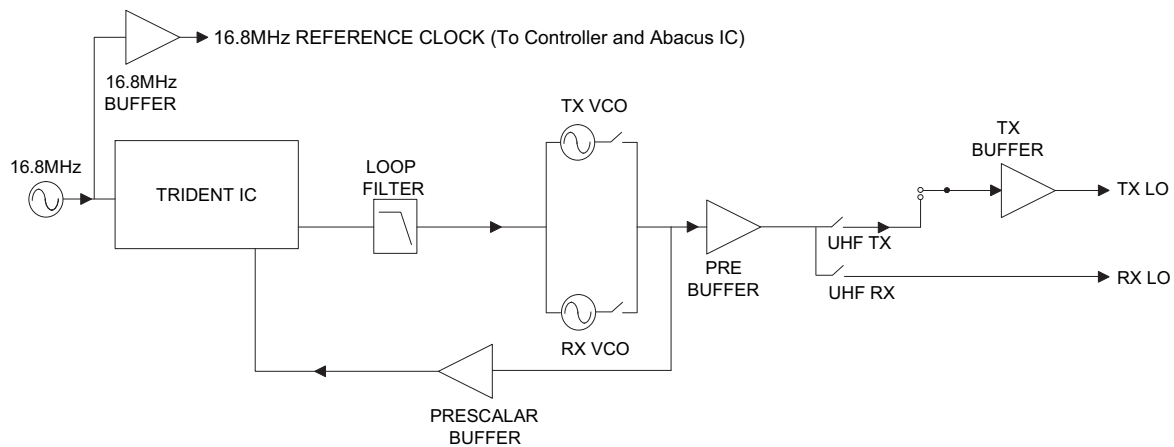 16.8MHz REFERENCE CLOCK (To Controller and Abacus IC)
16.8MHz
BUFFER
16.8MHz
TRIDENT IC
LOOP
FILTER
TX VCO
RX VCO
PRE
BUFFER
UHF TX
UHF RX
TX
BUFFER
TX LO
RX LO
PRESCALAR
BUFFER